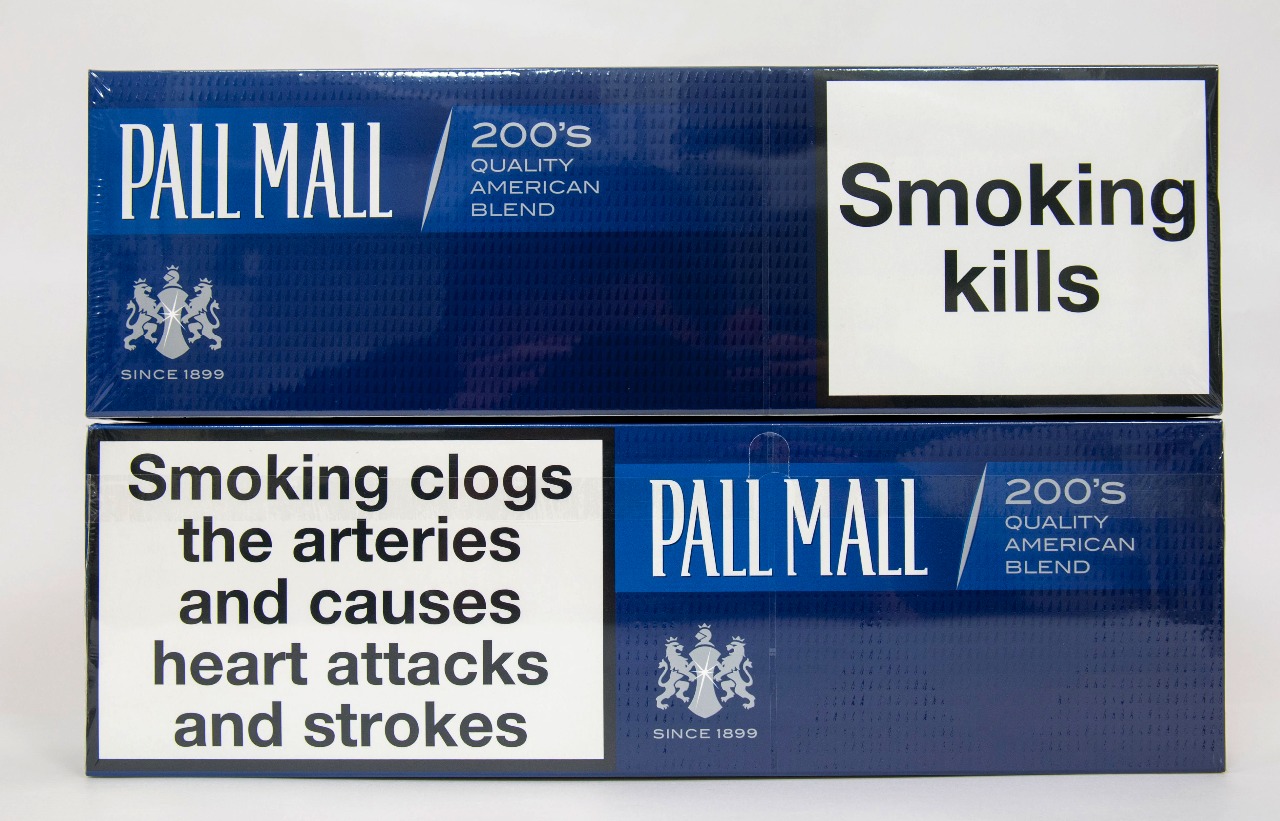 PALL MALL
200's
QUALITY
AMERICAN
BLEND
SINCE 1899
Smoking
kills
Smoking clogs
the arteries
and causes
heart attacks
and strokes
PALL MALL
200's
QUALITY
AMERICAN
BLEND
SINCE 1899